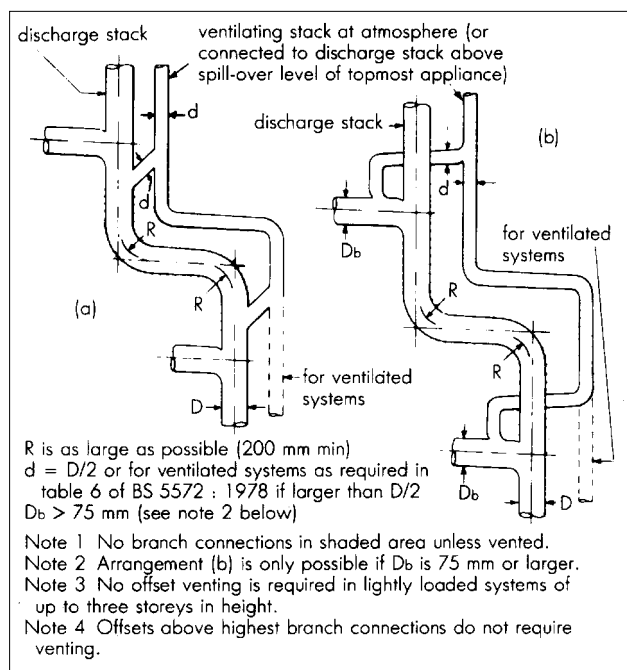 discharge stack
ventilating stack at atmosphere (or
connected to discharge stack above
spill-over level of topmost appliance)
d
discharge stack
(b)
d
d
R
Db
for ventilated
systems
(a)
R
R
R
for ventilated
systems
D
Db
D
R is as large as possible (200 mm min)
d = D/2 or for ventilated systems as required in
table 6 of BS 5572 : 1978 if larger than D/2
Db > 75 mm (see note 2 below)
Note 1 No branch connections in shaded area unless vented.
Note 2 Arrangement (b) is only possible if Db is 75 mm or larger.
Note 3 No offset venting is required in lightly loaded systems of
up to three storeys in height.
Note 4 Offsets above highest branch connections do not require
venting.